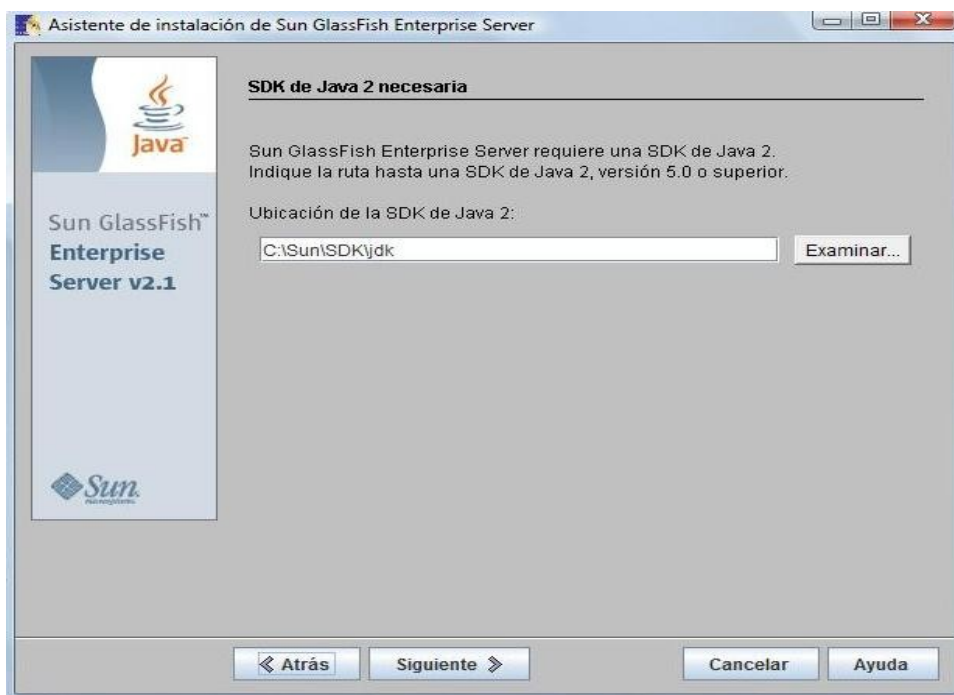 Asistente de instalación de Sun GlassFish Enterprise Server
Java
Sun GlassFish™
Enterprise
Server v2.1
Sun
microsystems
SDK de Java 2 necesaria
Sun GlassFish Enterprise Server requiere una SDK de Java 2.
Indique la ruta hasta una SDK de Java 2, versión 5.0 o superior.
Ubicación de la SDK de Java 2:
C:\Sun\SDK\jdk
Examinar...
Atrás
Siguiente
Cancelar
Ayuda